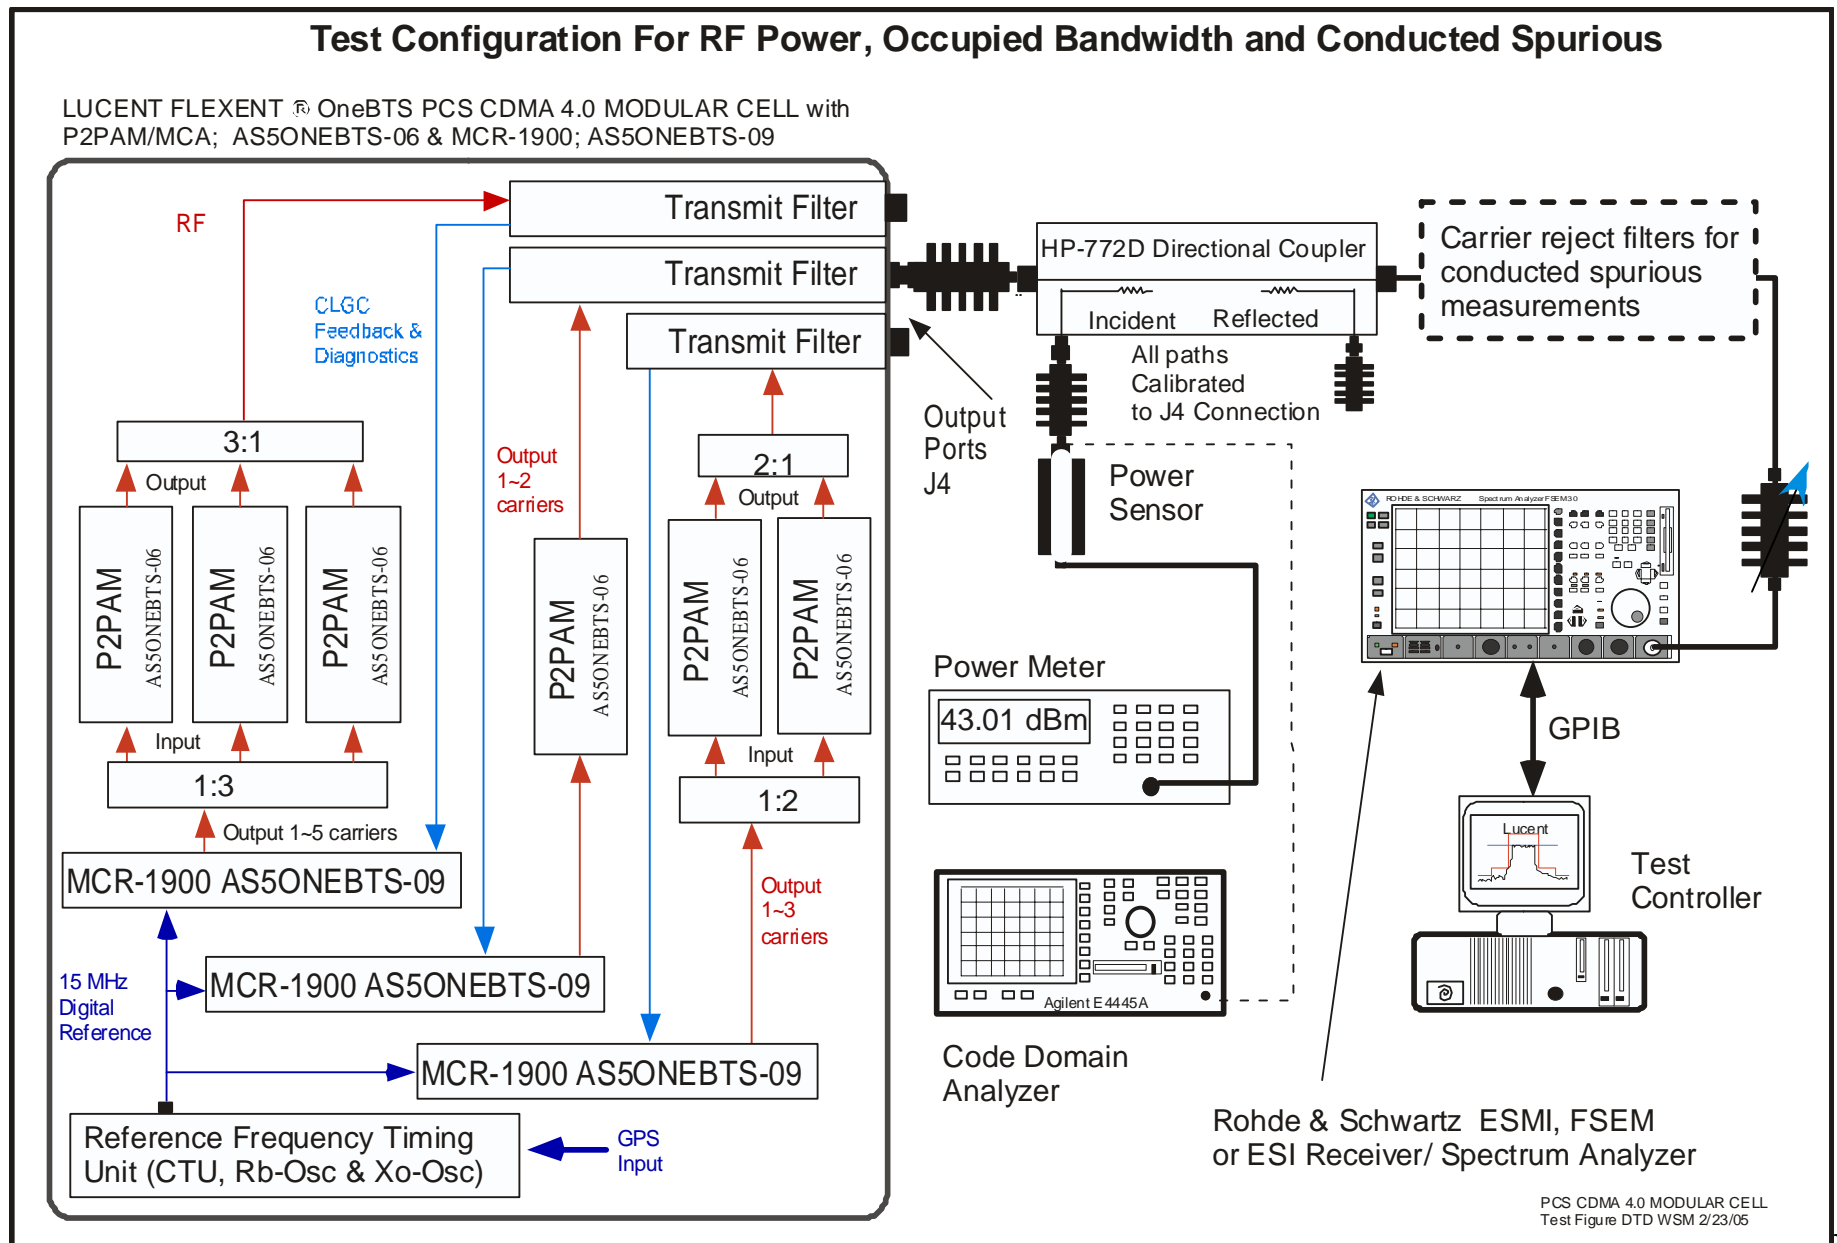 Test Configuration For RF Power, Occupied Bandwidth and Conducted Spurious
LUCENT FLEXENT ® OneBTS PCS CDMA 4.0 MODULAR CELL with
P2PAM/MCA; AS5ONEBTS-06 & MCR-1900; AS5ONEBTS-09
RF
Transmit Filter
Transmit Filter
Transmit Filter
CLGC
Feedback &
Diagnostics
3:1
Output
P2PAM
AS5ONEBTS-06
P2PAM
AS5ONEBTS-06
P2PAM
AS5ONEBTS-06
Input
1:3
Output 1~5 carriers
MCR-1900 AS5ONEBTS-09
Output
1~2
carriers
P2PAM
AS5ONEBTS-06
2:1
Output
P2PAM
AS5ONEBTS-06
P2PAM
AS5ONEBTS-06
Input
1:2
Output
1~3
carriers
MCR-1900 AS5ONEBTS-09
MCR-1900 AS5ONEBTS-09
15 MHz
Digital
Reference
Reference Frequency Timing
Unit (CTU, Rb-Osc & Xo-Osc)
GPS
Input
Output
Ports
J4
HP-772D Directional Coupler
Incident
Reflected
All paths
Calibrated
to J4 Connection
Carrier reject filters for
conducted spurious
measurements
Power
Sensor
Power Meter
43.01 dBm
Agilent E4445A
Code Domain
Analyzer
ROHDE & SCHWARZ Spectrum Analyzer FSEM30
GPIB
Lucent
Test
Controller
Rohde & Schwartz ESMI, FSEM
or ESI Receiver/ Spectrum Analyzer
PCS CDMA 4.0 MODULAR CELL
Test Figure DTD WSM 2/23/05